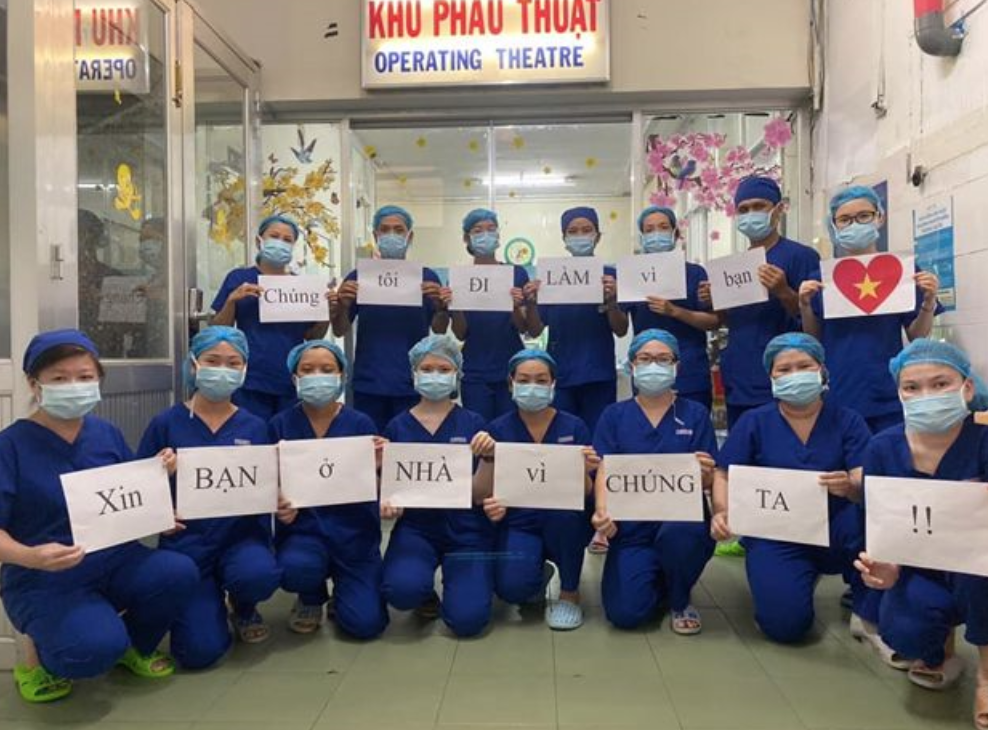 KHU PHẪU THUẬT
OPERATING THEATRE
Chúng tôi ĐI LÀM vì bạn
Xin BẠN ở NHÀ vì CHÚNG TA !!